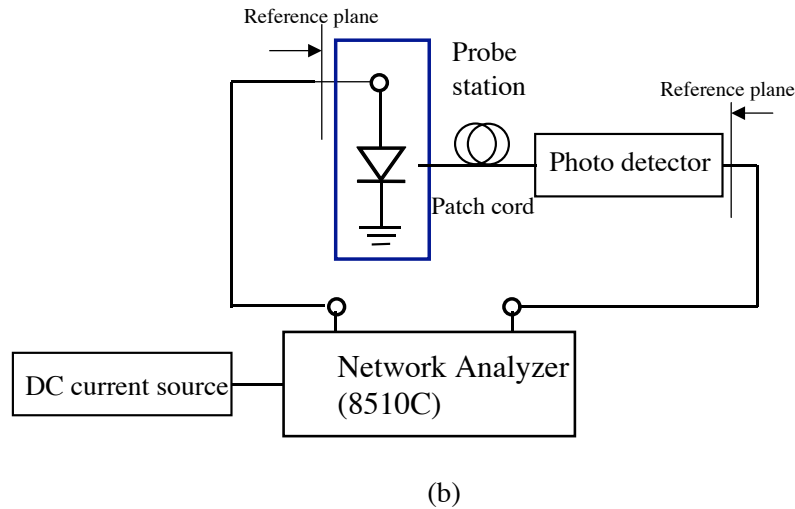 Reference plane
Probe
station
Reference plane
Photo detector
Patch cord
Network Analyzer
(8510C)
DC current source
(b)